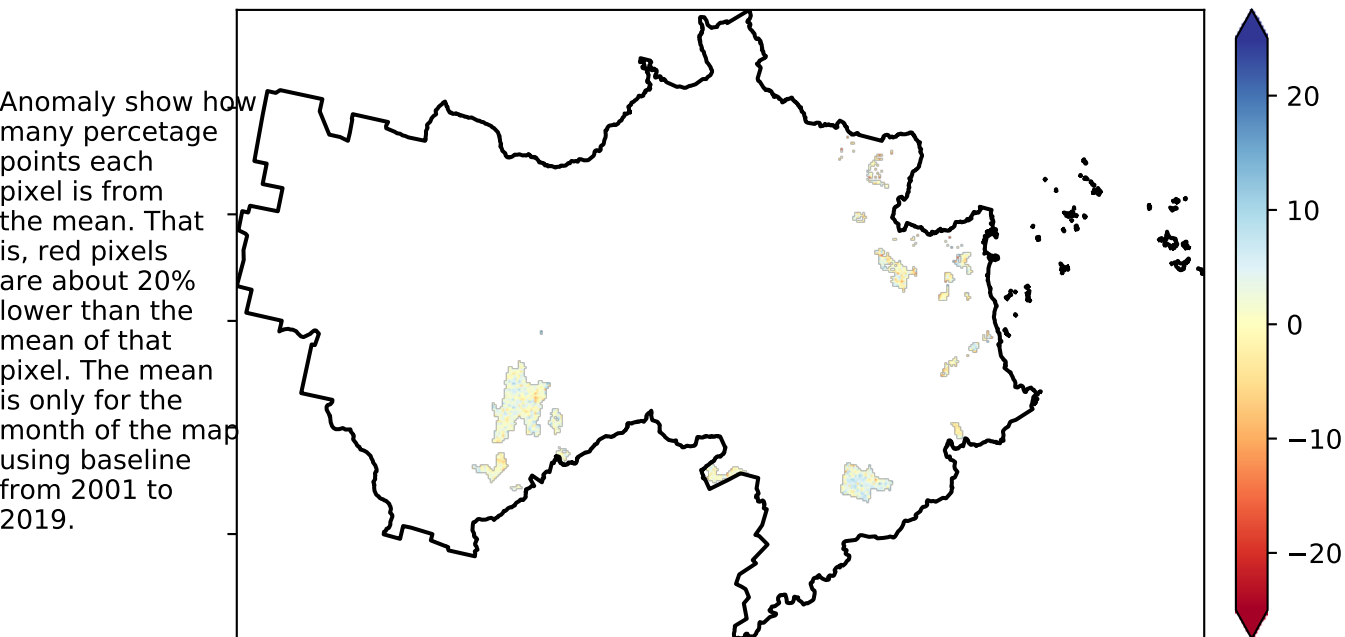 Anomaly show how
many percetage
points each
pixel is from
the mean. That
is, red pixels
are about 20%
lower than the
mean of that
pixel. The mean
is only for the
month of the map
using baseline
from 2001 to
2019.
20
10
0
−10
−20